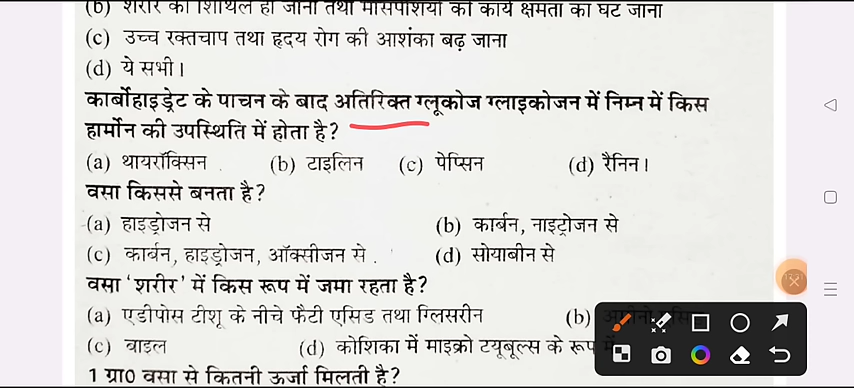 (b) शरीर का शिथिल हो जाना तथा मांसपेशियों की कार्य क्षमता का घट जाना
(c) उच्च रक्तचाप तथा हृदय रोग की आशंका बढ़ जाना
(d) ये सभी।
कार्बोहाइड्रेट के पाचन के बाद अतिरिक्त ग्लूकोज ग्लाइकोजन में निम्न में किस
हार्मोन की उपस्थिति में होता है?
(a) थायरॉक्सिन (b) टाइलिन (c) पेप्सिन (d) रैनिन।
वसा किससे बनता है?
(a) हाइड्रोजन से (b) कार्बन, नाइट्रोजन से
(c) कार्बन, हाइड्रोजन, ऑक्सीजन से . (d) सोयाबीन से
वसा 'शरीर' में किस रूप में जमा रहता है?
(a) एडीपोस टीशू के नीचे फैटी एसिड तथा ग्लिसरीन (b)
(c) वाइल (d) कोशिका में माइक्रो टयूबूल्स के रूप
1 ग्रा0 वसा से कितनी ऊर्जा मिलती है?